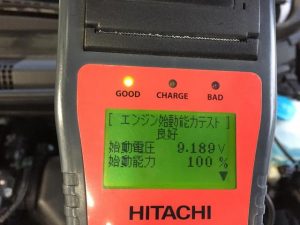 GOOD CHARGE BAD
[ エンジン始動能力テスト ]
良好
始動電圧 9.189V
始動能力 100 %
▼
HITACHI